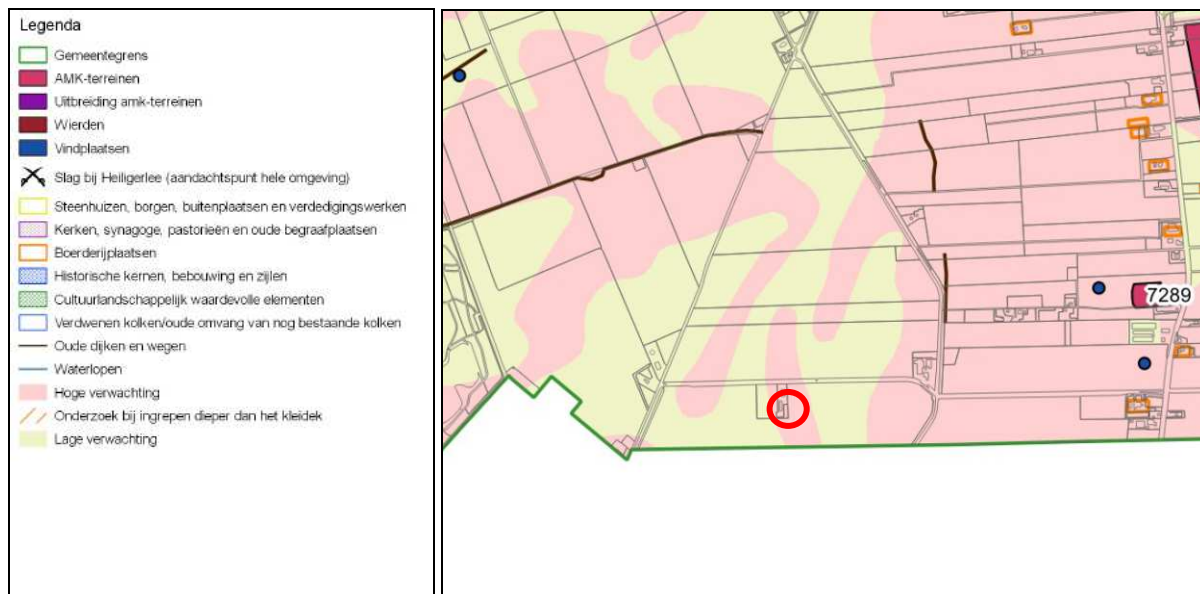 Legenda
Gemeentegrens
AMK-terreinen
Uitbreiding amk-terreinen
Wierden
Vindplaatsen
Slag bij Heiligerlee (aandachtspunt hele omgeving)
Steenhuizen, borgen, buitenplaatsen en verdedigingswerken
Kerken, synagoge, pastorieën en oude begraafplaatsen
Boerderijplaatsen
Historische kernen, bebouwing en zijlen
Cultuurlandschappelijk waardevolle elementen
Verdwenen kolken/oude omvang van nog bestaande kolken
Oude dijken en wegen
Waterlopen
Hoge verwachting
Onderzoek bij ingrepen dieper dan het kleidek
Lage verwachting
7289